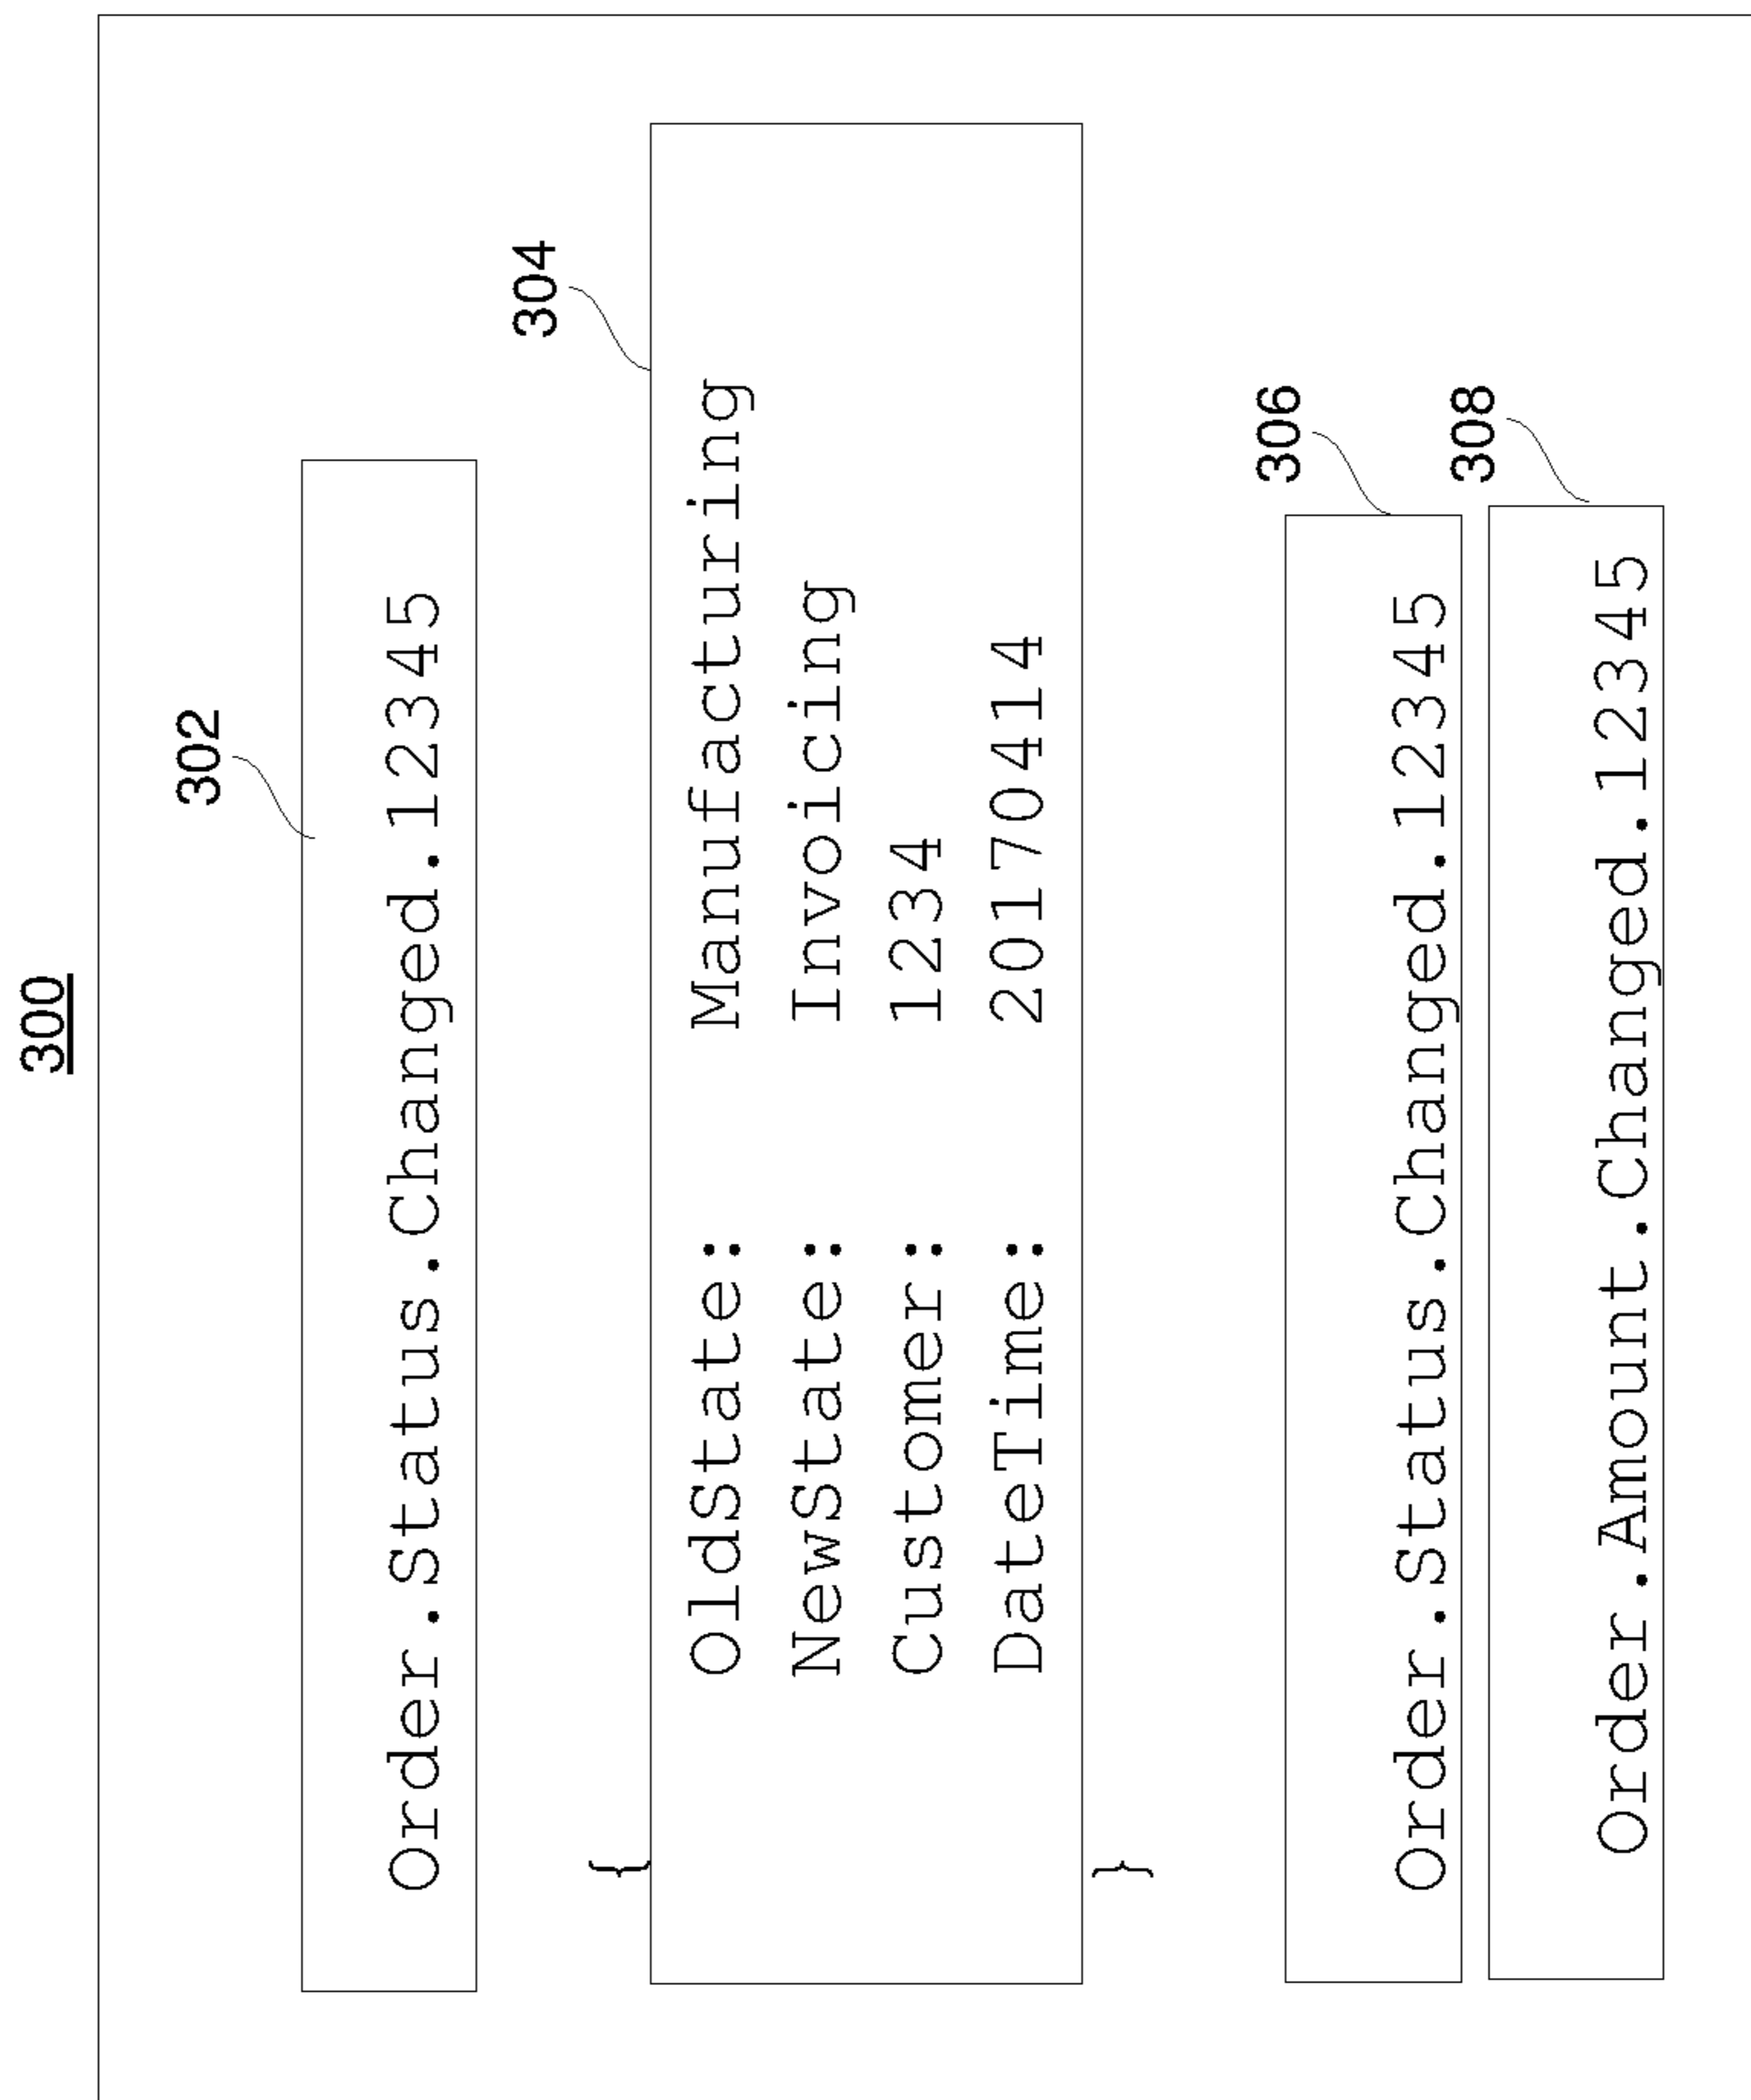 300
302
Order.Status.Changed.12345
304
{
OldState: Manufacturing
NewState: Invoicing
Customer: 1234
DateTime: 20170414
}
306
Order.Status.Changed.12345
308
Order.Amount.Changed.12345